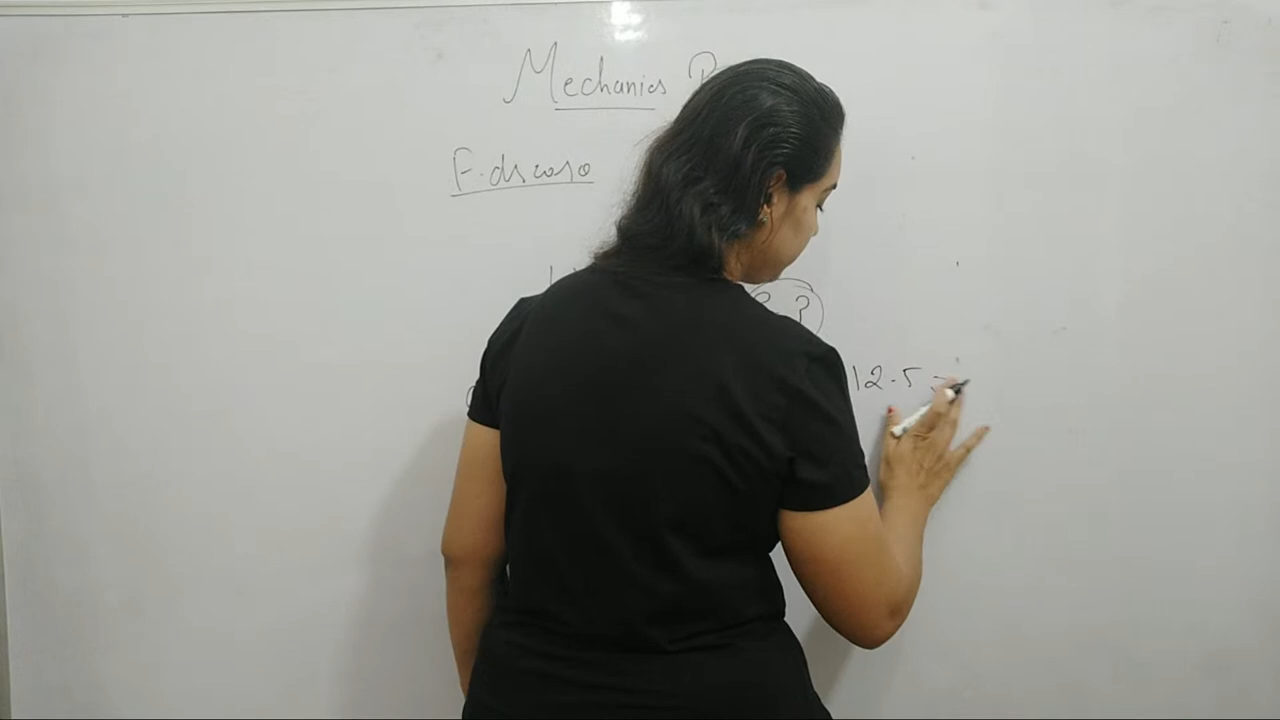 Mechanics
F.ds cosθ
? ?
12.5 =